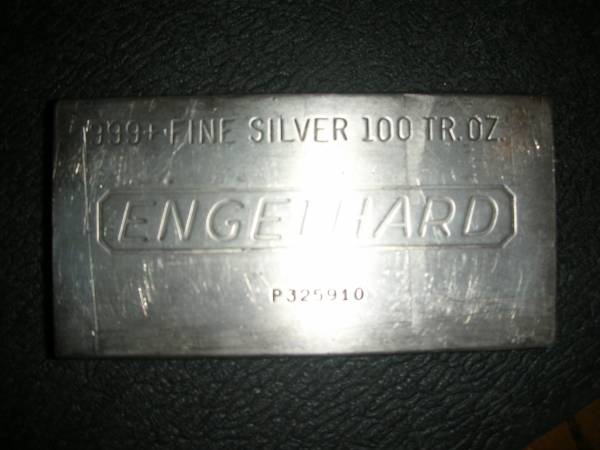 999+ FINE SILVER 100 TR.OZ.
ENGELHARD
P325910